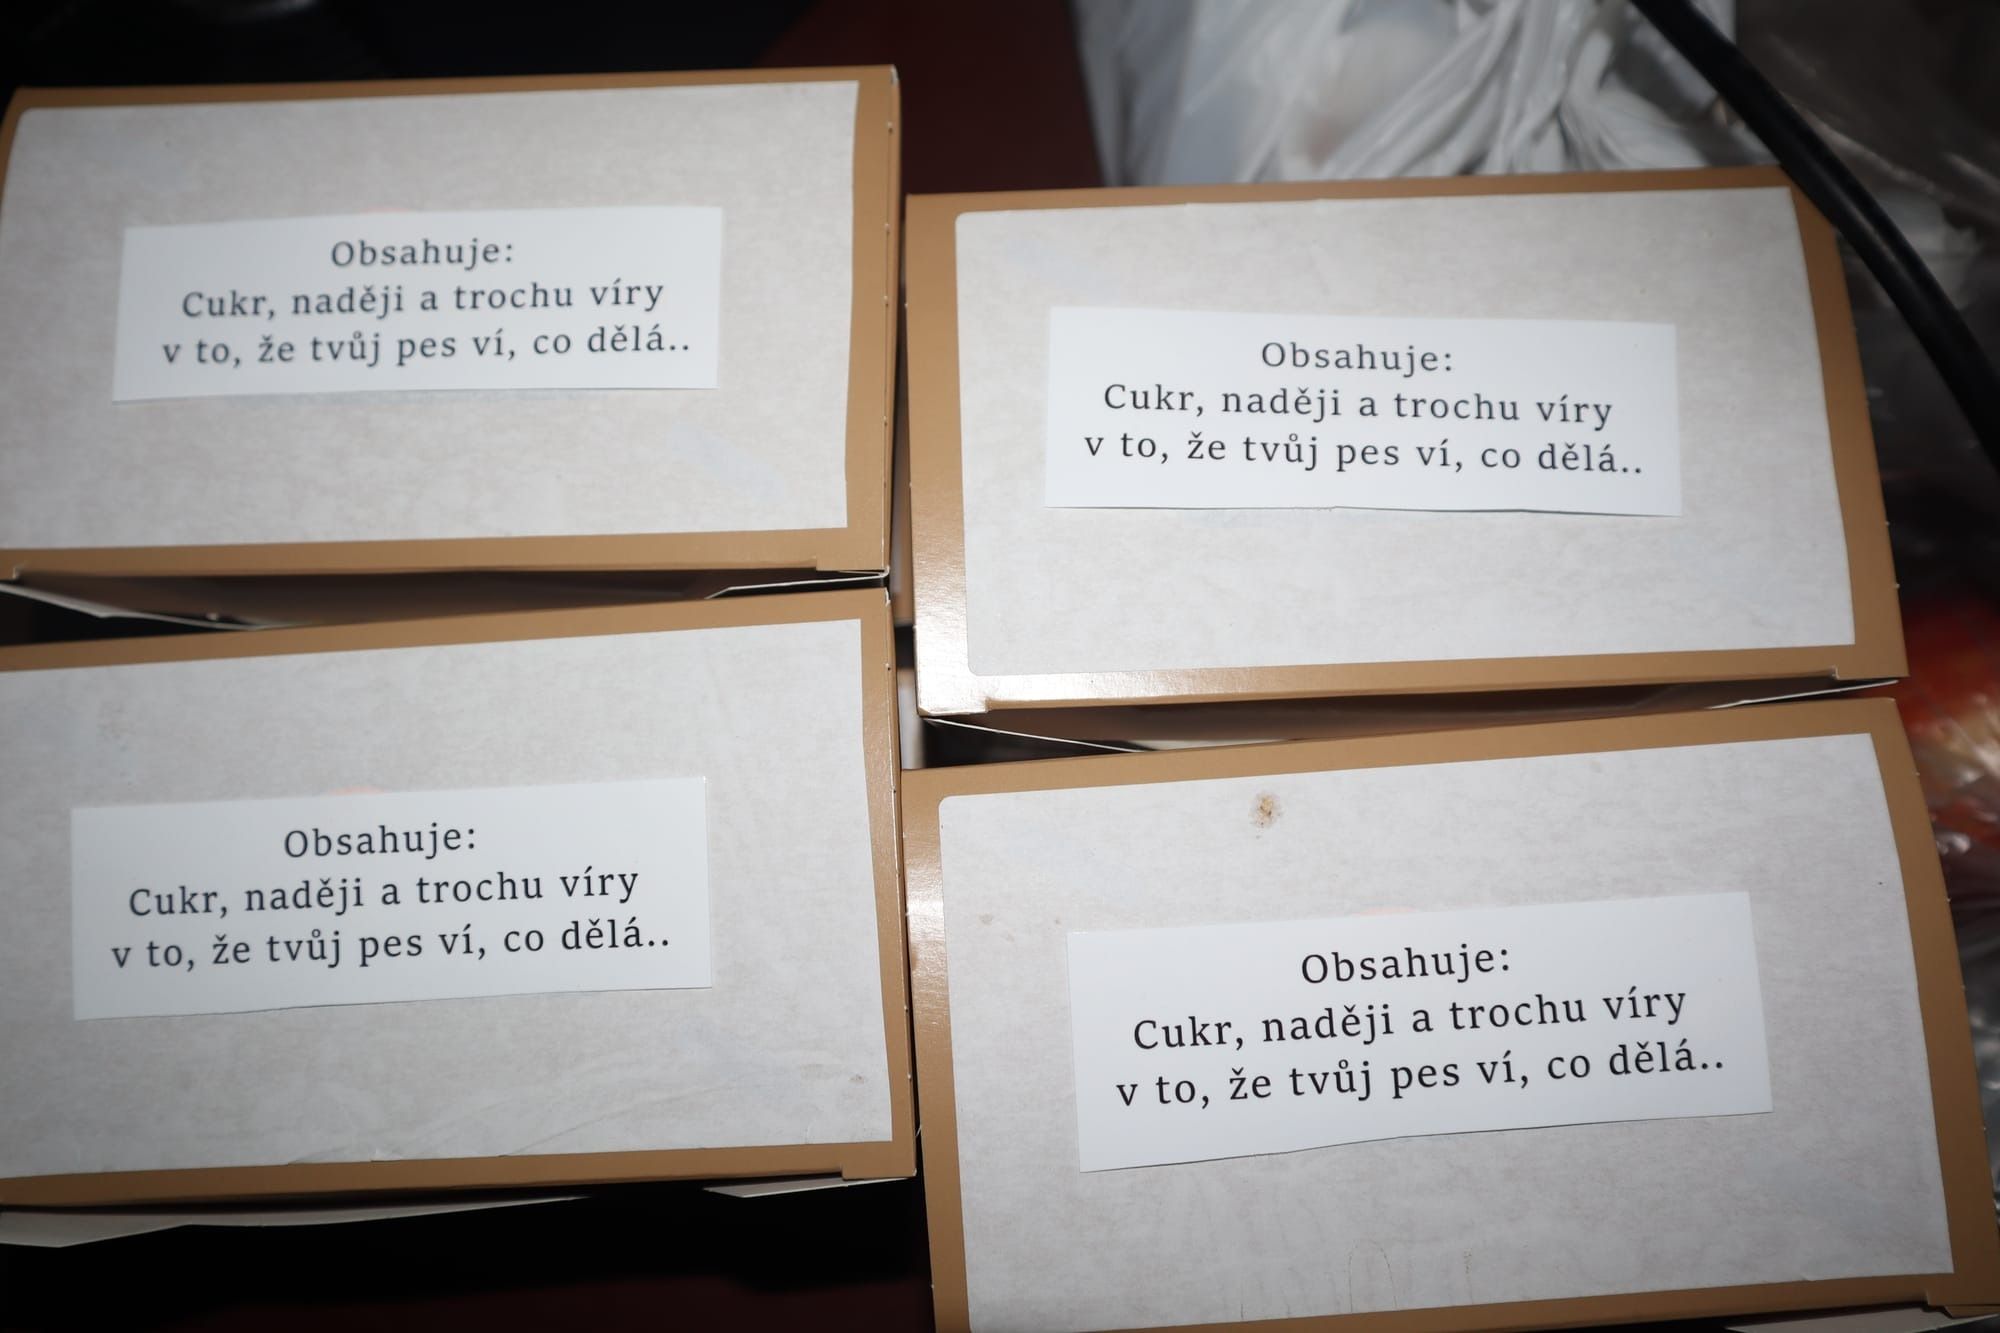 Obsahuje:
Cukr, naději a trochu víry
v to, že tvůj pes ví, co dělá..
Obsahuje:
Cukr, naději a trochu víry
v to, že tvůj pes ví, co dělá..
Obsahuje:
Cukr, naději a trochu víry
v to, že tvůj pes ví, co dělá..
Obsahuje:
Cukr, naději a trochu víry
v to, že tvůj pes ví, co dělá..